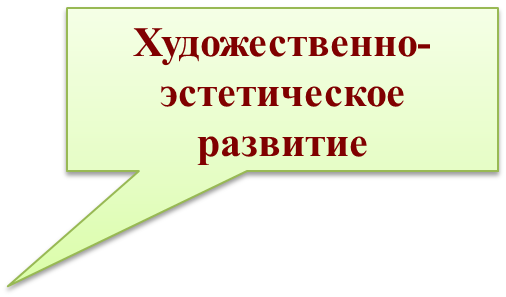 Художественно-
эстетическое
развитие